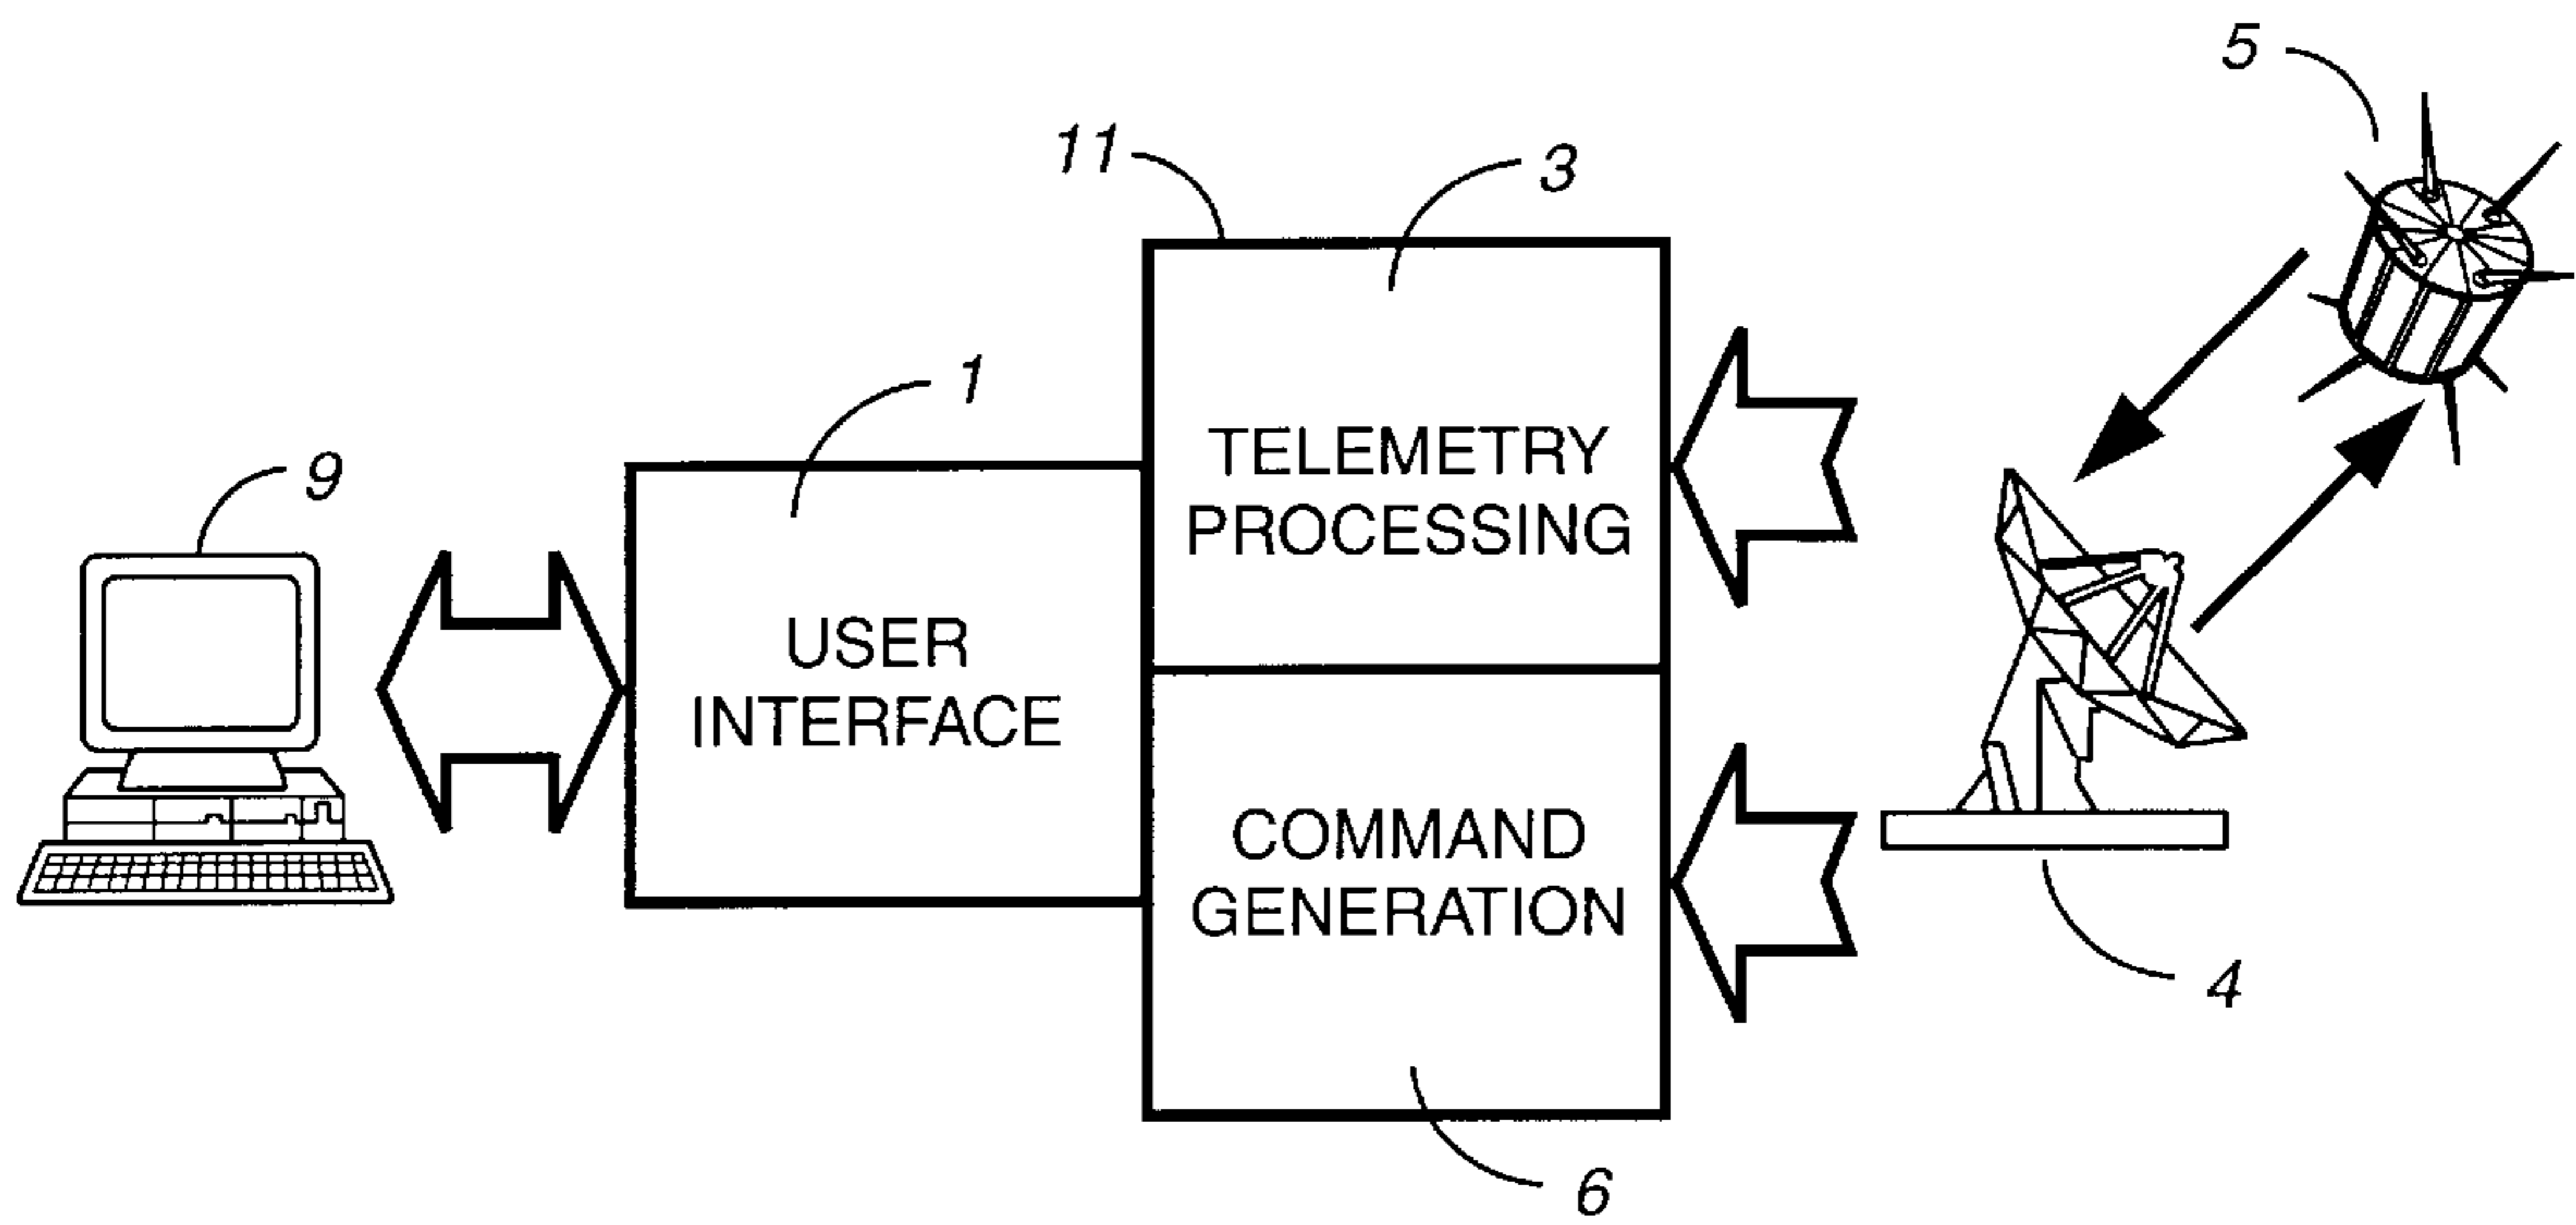 5
11
3
1
9
TELEMETRY
PROCESSING
USER
INTERFACE
COMMAND
GENERATION
4
6